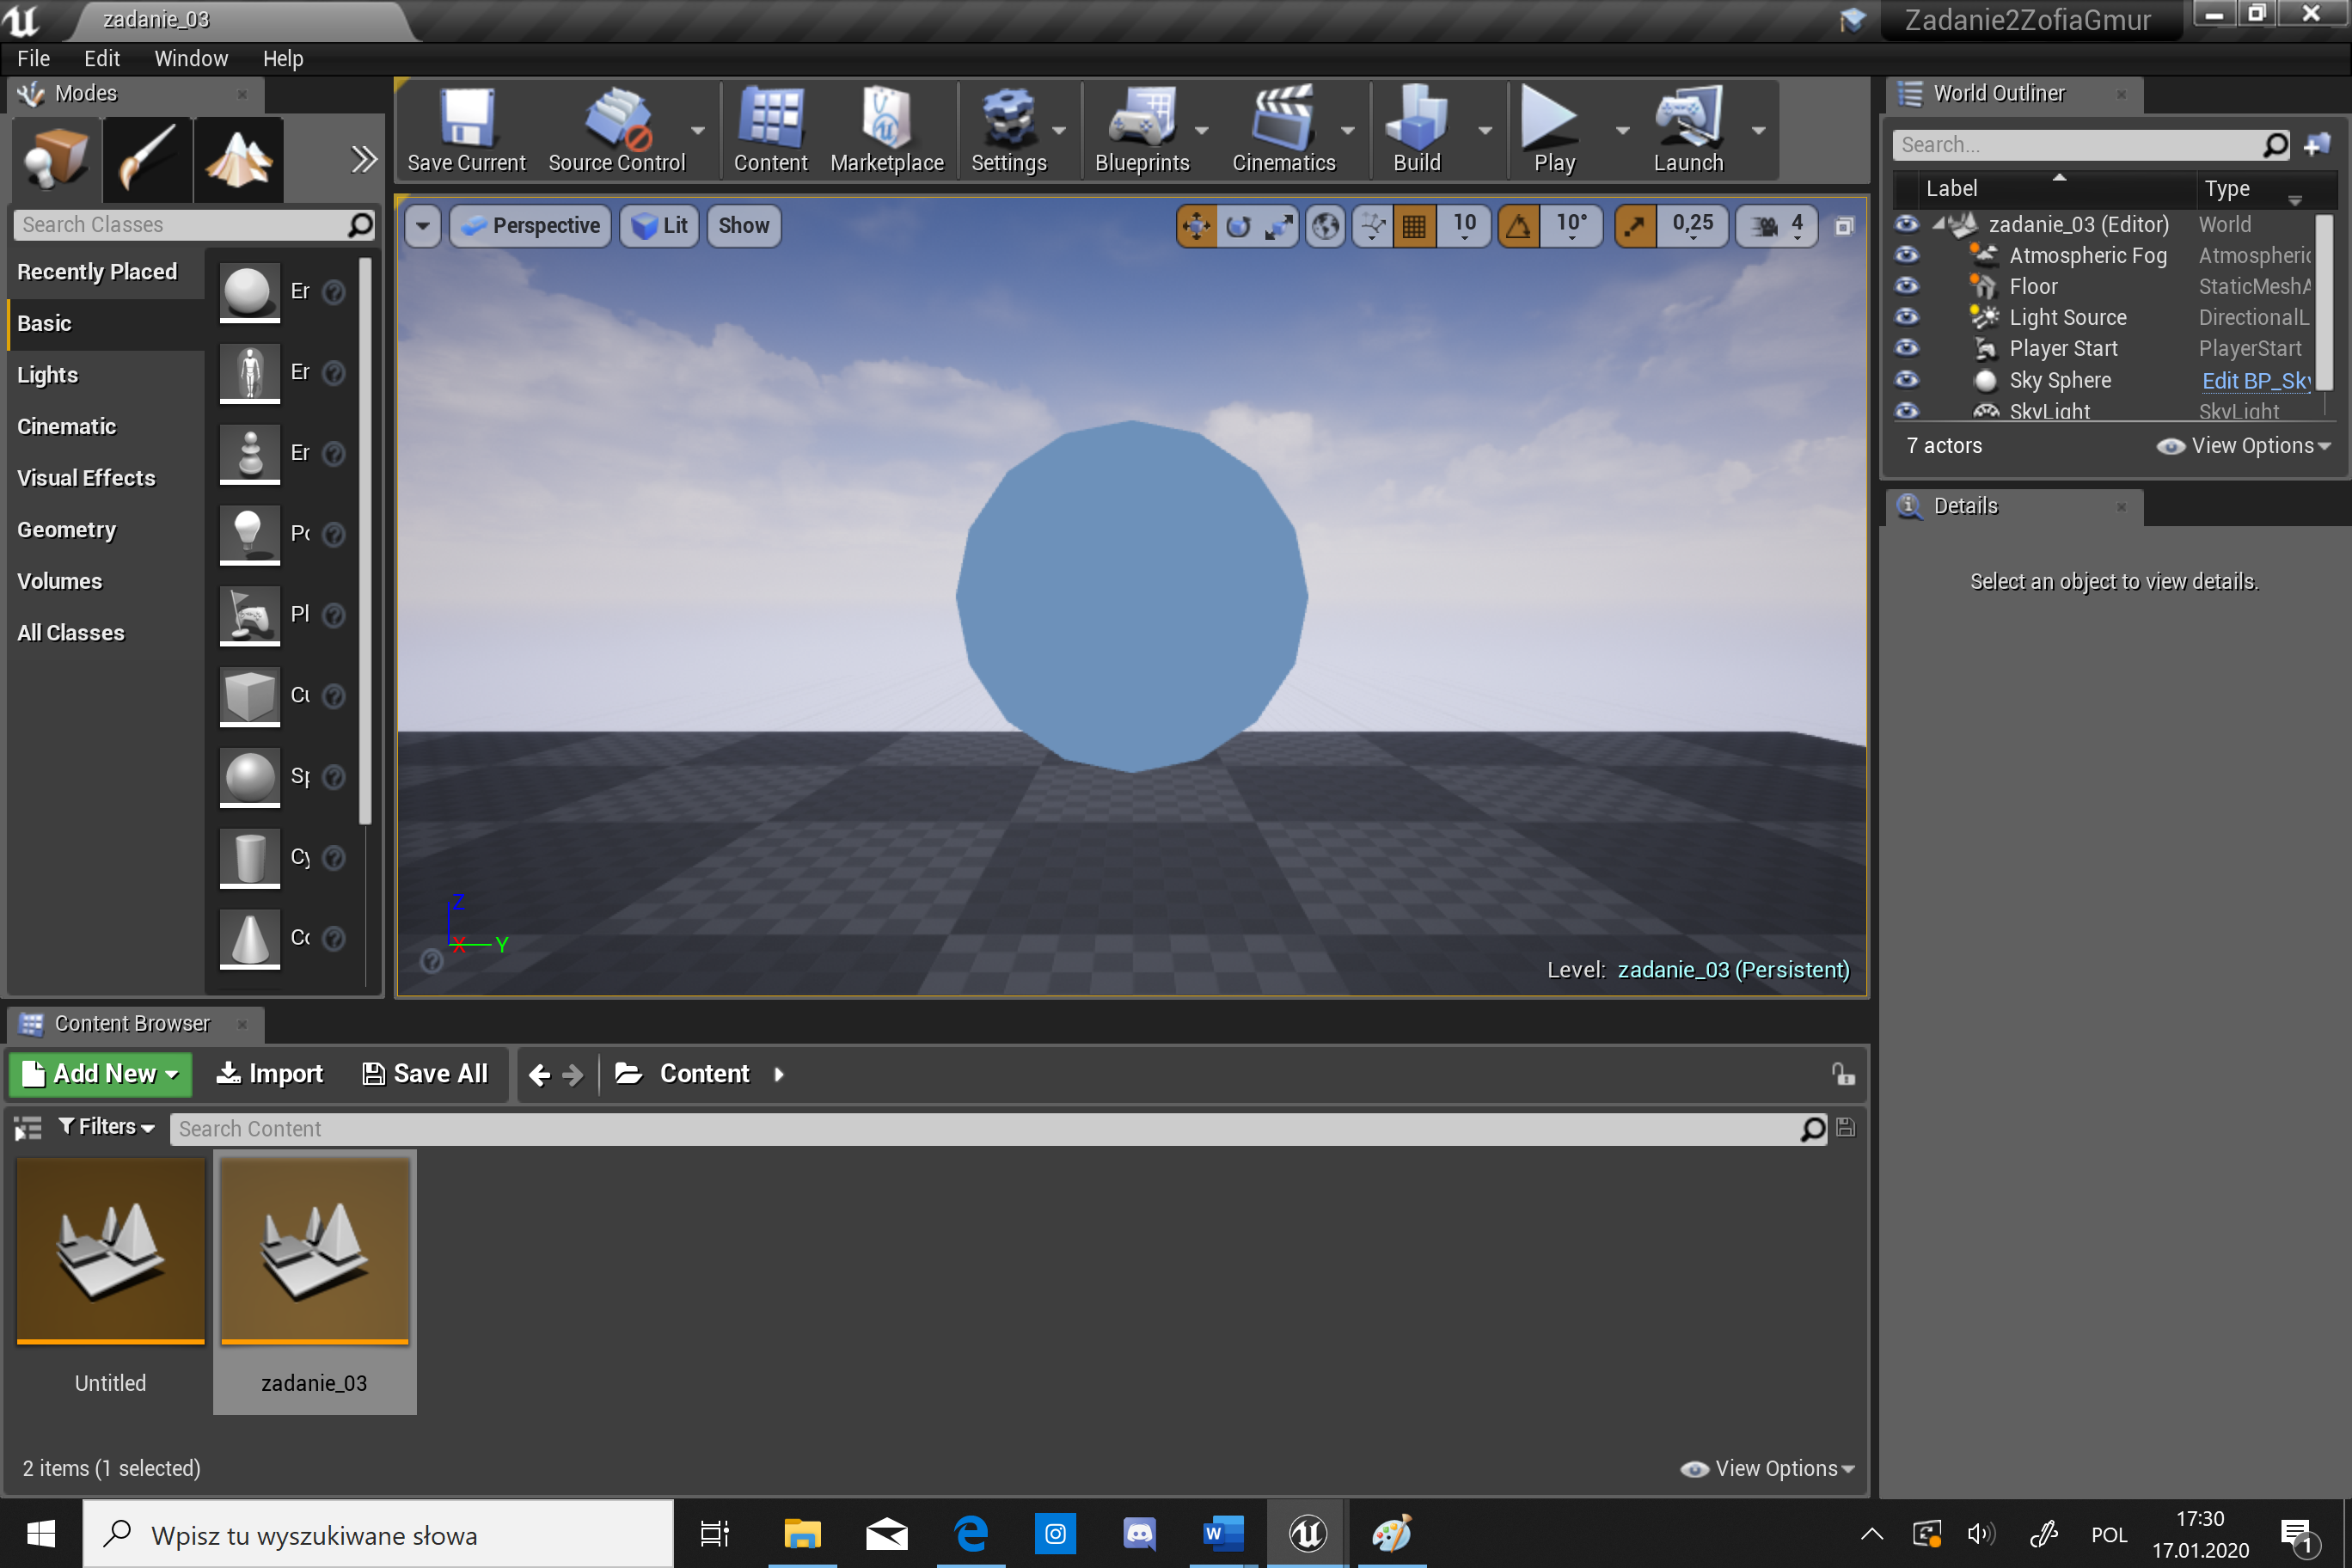 zadanie_03
Zadanie2ZofiaGmur
File Edit Window Help
Modes
Search Classes
Recently Placed
Basic
Lights
Cinematic
Visual Effects
Geometry
Volumes
All Classes
Er
Er
Er
Pl
Sp
Cy
Save Current
Source Control
Content
Marketplace
Settings
Blueprints
Cinematics
Build
Play
Launch
Perspective
Lit
Show
10
10°
0,25
4
Z
X
Y
Level: zadanie_03 (Persistent)
World Outliner
Search...
Label Type
zadanie_03 (Editor) World
Atmospheric Fog Atmospheric
Floor StaticMeshA
Light Source DirectionalL
Player Start PlayerStart
Sky Sphere Edit BP_Sky
SkyLight SkyLight
7 actors
View Options
Details
Select an object to view details.
Content Browser
Add New
Import
Save All
Content
Filters
Search Content
Untitled
zadanie_03
2 items (1 selected)
View Options
Wpisz tu wyszukiwane słowa
POL
17:30
17.01.2020
1